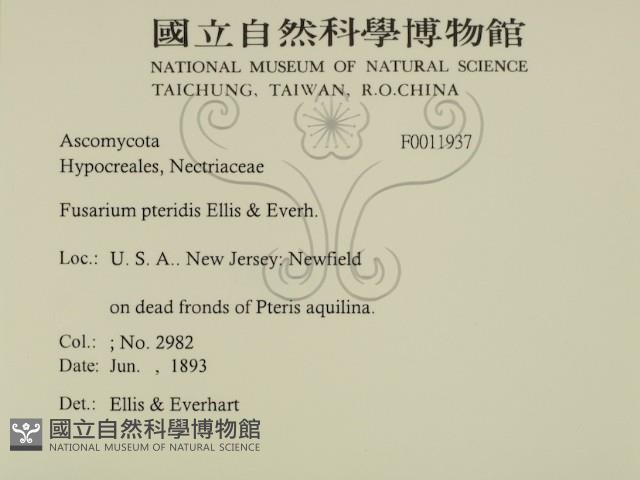 國立自然科學博物館
NATIONAL MUSEUM OF NATURAL SCIENCE
TAICHUNG, TAIWAN, R.O.CHINA
Ascomycota F0011937
Hypocreales, Nectriaceae
Fusarium pteridis Ellis & Everh.
Loc.: U. S. A.. New Jersey: Newfield
on dead fronds of Pteris aquilina.
Col.: ; No. 2982
Date: Jun. , 1893
Det.: Ellis & Everhart
國立自然科學博物館
NATIONAL MUSEUM OF NATURAL SCIENCE